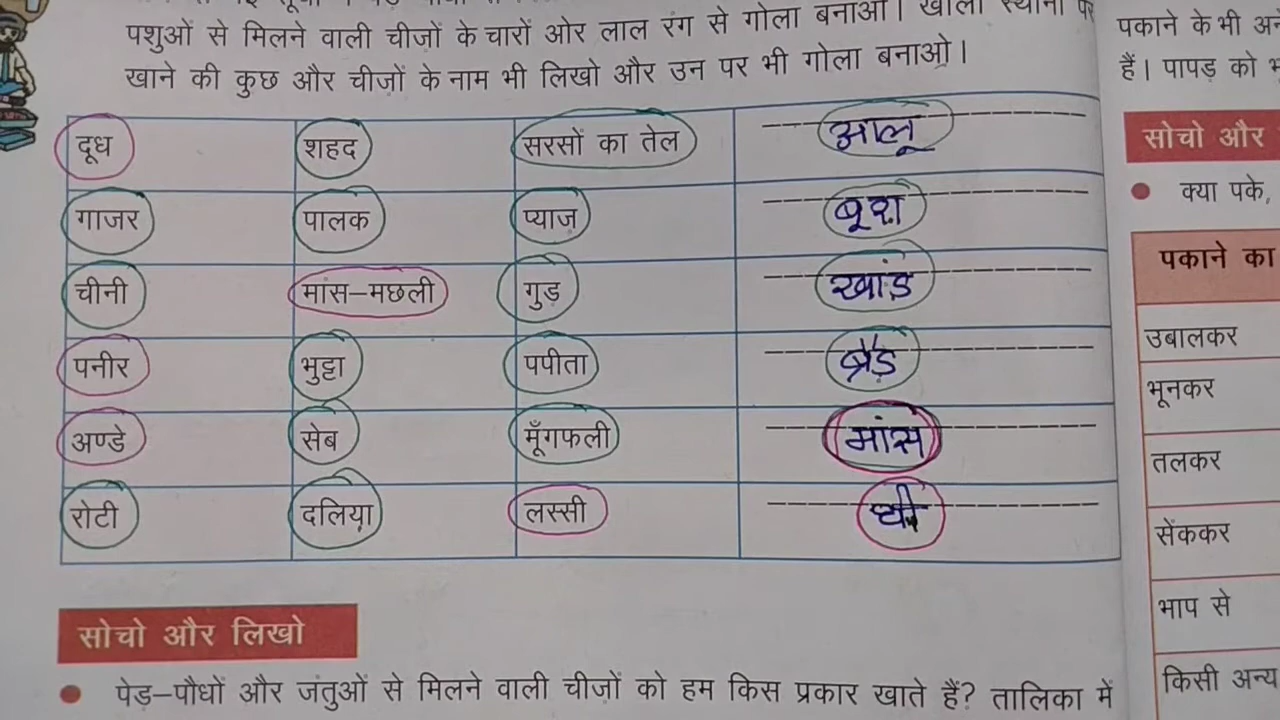 पशुओं से मिलने वाली चीज़ों के चारों ओर लाल रंग से गोला बनाओ। खाली स्थानों पर
खाने की कुछ और चीज़ों के नाम भी लिखो और उन पर भी गोला बनाओ।
दूध शहद सरसों का तेल आलू
गाजर पालक प्याज़ बूरा
चीनी मांस–मछली गुड़ खांड
पनीर भुट्टा पपीता ब्रेड
अण्डे सेब मूँगफली मांस
रोटी दलिया लस्सी घी
सोचो और लिखो
पेड़–पौधों और जंतुओं से मिलने वाली चीज़ों को हम किस प्रकार खाते हैं? तालिका में
पकाने के भी
हैं। पापड़ को
सोचो और
क्या पके,
पकाने का
उबालकर
भूनकर
तलकर
सेंककर
भाप से
किसी अन्य